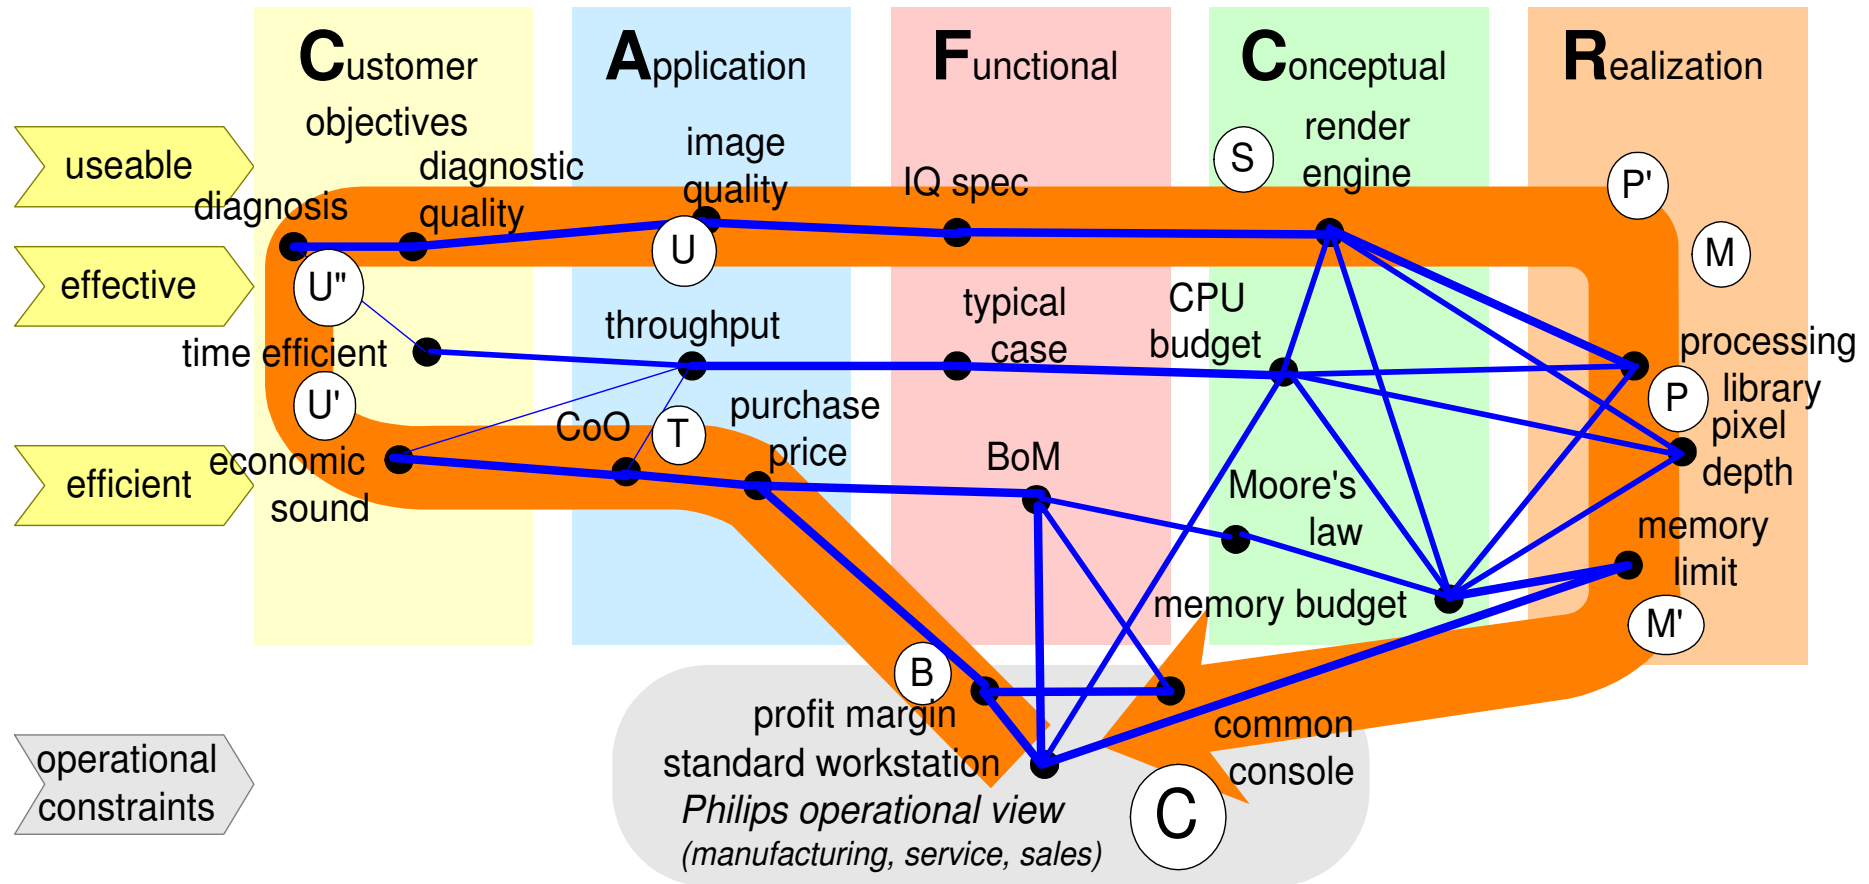 Customer
objectives
Application
Functional
Conceptual
Realization
useable
effective
efficient
operational
constraints
diagnosis
diagnostic
quality
image
quality
IQ spec
S
render
engine
P'
M
U"
U
time efficient
throughput
typical
case
CPU
budget
processing
library
P
pixel
depth
U'
economic
sound
CoO
T
purchase
price
BoM
Moore's
law
memory
limit
memory budget
M'
B
profit margin
standard workstation
Philips operational view
(manufacturing, service, sales)
common
console
C